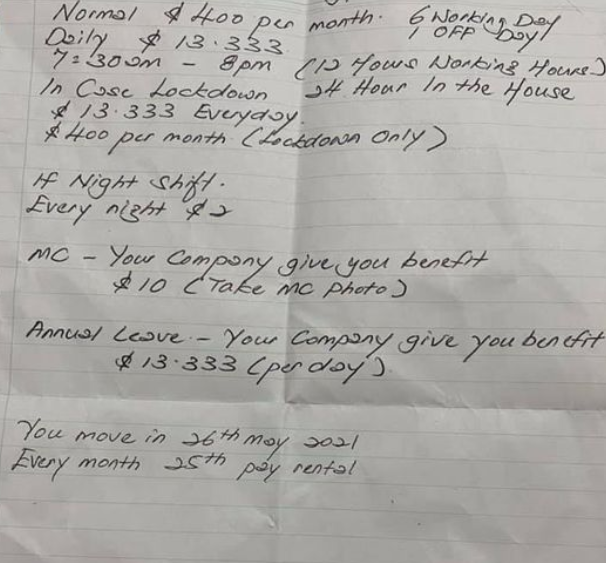 Normal $400 per month. 6 Working Day
1 OFF Day
Daily $13.333
7:30am - 8pm (12 Hours Working Hours)
In Case Lockdown 24 Hour In the House
$13.333 Everyday.
$400 per month (Lockdown Only)
If Night Shift.
Every night $2
MC - Your Company give you benefit
$10 (Take MC Photo)
Annual Leave - Your Company give you benefit
$13.333 (per day).
You move in 26th may 2021
Every month 25th pay rental